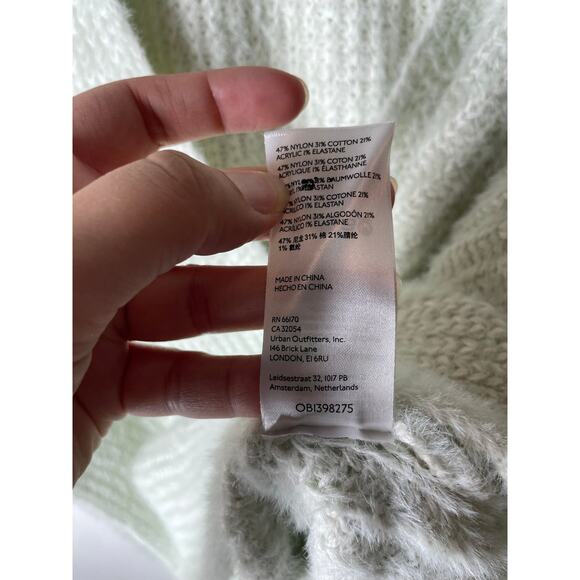 47% NYLON 31% COTTON 21%
ACRYLIC 1% ELASTANE
47% NYLON 31% COTON 21%
ACRYLIQUE 1% ÉLASTHANNE
31% BAUMWOLLE 21%
ELASTAN
31% COTONE 21%
ACRILICO 1% ELASTAN
47% NYLON 31% ALGODÓN 21%
ACRÍLICO 1% ELASTANO
47% 尼龙 31% 棉 21%腈纶
1% 氨纶
MADE IN CHINA
HECHO EN CHINA
RN 66170
CA 32054
Urban Outfitters, Inc.
146 Brick Lane
LONDON, E1 6RU
Leidsestraat 32, 1017 PB
Amsterdam, Netherlands
OB1398275